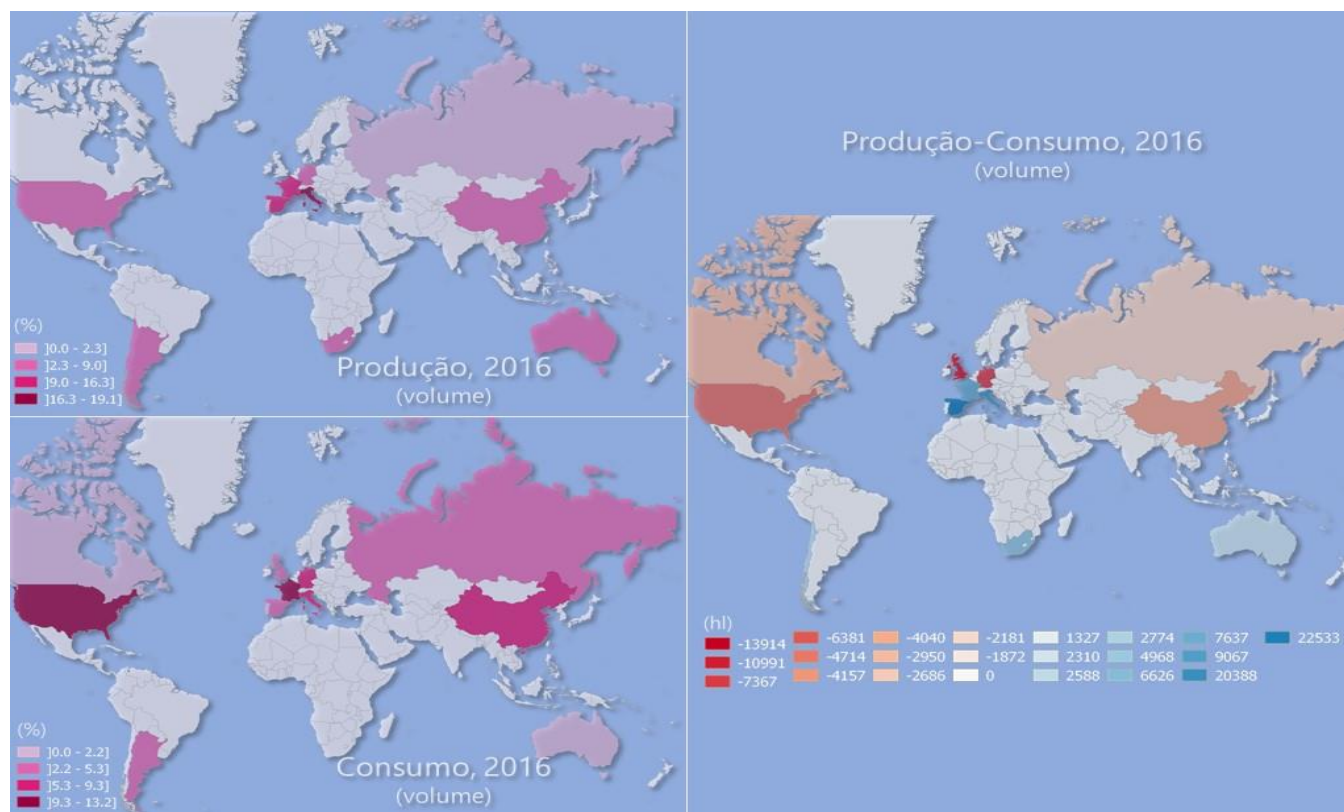 (%)
]0.0 - 2.3]
]2.3 - 9.0]
]9.0 - 16.3]
]16.3 - 19.1]
Produção, 2016
(volume)
(%)
]0.0 - 2.2]
]2.2 - 5.3]
]5.3 - 9.3]
]9.3 - 13.2]
Consumo, 2016
(volume)
Produção-Consumo, 2016
(volume)
(hl)
-13914 -6381 -4040 -2181 1327 2774 7637 22533
-10991 -4714 -2950 -1872 2310 4968 9067
-7367 -4157 -2686 0 2588 6626 20388